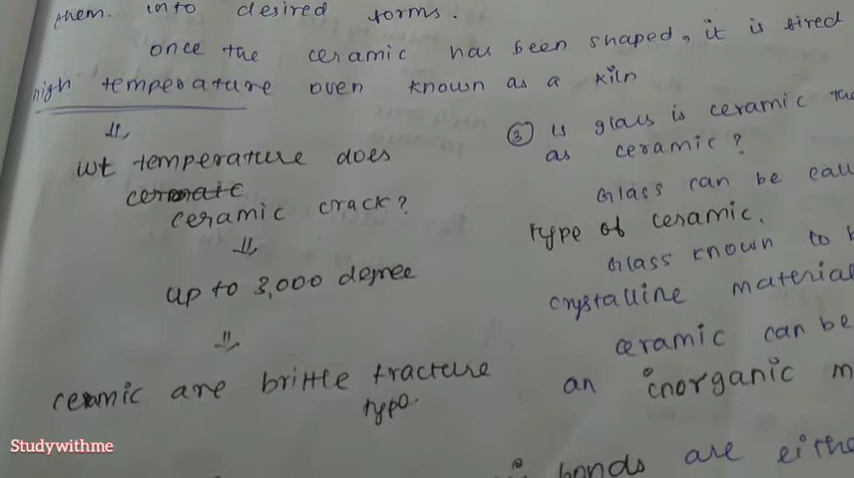 them. into desired forms.
once the ceramic has been shaped, it is fired
high temperature oven known as a kiln
wt temperature does
ceramic crack?
up to 3,000 degree
ceramic are brittle fracture
type.
③ is glass is ceramic
as ceramic?
Glass can be
type of ceramic.
Glass known to
crystalline material
ceramic can be
an inorganic
bonds are
Studywithme